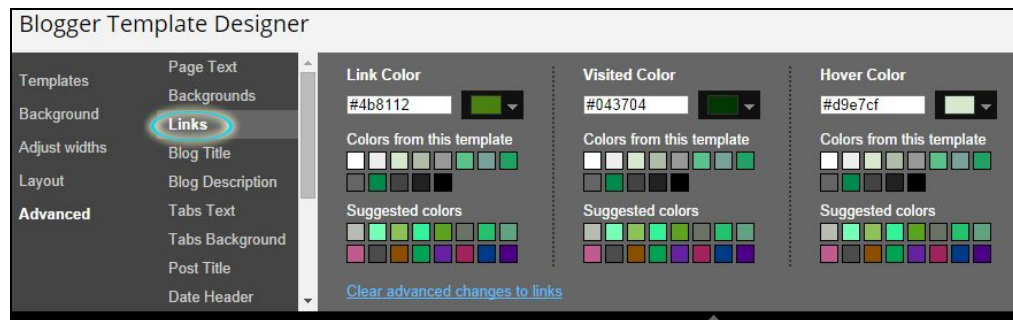 Blogger Template Designer
Templates
Background
Adjust widths
Layout
Advanced
Page Text
Backgrounds
Links
Blog Title
Blog Description
Tabs Text
Tabs Background
Post Title
Date Header
Link Color
#4b8112
Colors from this template
Suggested colors
Clear advanced changes to links
Visited Color
#043704
Colors from this template
Suggested colors
Hover Color
#d9e7cf
Colors from this template
Suggested colors